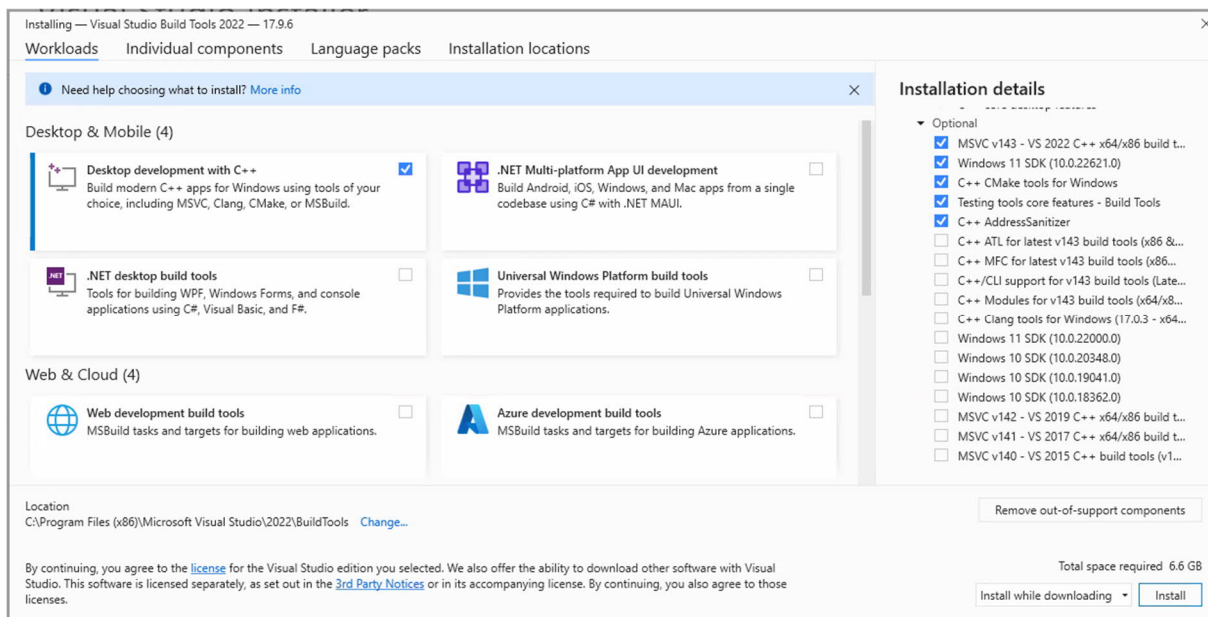 Visual Studio Installer
Installing — Visual Studio Build Tools 2022 — 17.9.6
Workloads Individual components Language packs Installation locations
Need help choosing what to install? More info
Desktop & Mobile (4)
Desktop development with C++
Build modern C++ apps for Windows using tools of your
choice, including MSVC, Clang, CMake, or MSBuild.
.NET Multi-platform App UI development
Build Android, iOS, Windows, and Mac apps from a single
codebase using C# with .NET MAUI.
.NET
.NET desktop build tools
Tools for building WPF, Windows Forms, and console
applications using C#, Visual Basic, and F#.
Universal Windows Platform build tools
Provides the tools required to build Universal Windows
Platform applications.
Web & Cloud (4)
Web development build tools
MSBuild tasks and targets for building web applications.
Azure development build tools
MSBuild tasks and targets for building Azure applications.
Installation details
C++ core desktop features
Optional
MSVC v143 - VS 2022 C++ x64/x86 build t...
Windows 11 SDK (10.0.22621.0)
C++ CMake tools for Windows
Testing tools core features - Build Tools
C++ AddressSanitizer
C++ ATL for latest v143 build tools (x86 &...
C++ MFC for latest v143 build tools (x86...
C++/CLI support for v143 build tools (Late...
C++ Modules for v143 build tools (x64/x8...
C++ Clang tools for Windows (17.0.3 - x64...
Windows 11 SDK (10.0.22000.0)
Windows 10 SDK (10.0.20348.0)
Windows 10 SDK (10.0.19041.0)
Windows 10 SDK (10.0.18362.0)
MSVC v142 - VS 2019 C++ x64/x86 build t...
MSVC v141 - VS 2017 C++ x64/x86 build t...
MSVC v140 - VS 2015 C++ build tools (v1...
Location
C:\Program Files (x86)\Microsoft Visual Studio\2022\BuildTools Change...
Remove out-of-support components
By continuing, you agree to the license for the Visual Studio edition you selected. We also offer the ability to download other software with Visual
Studio. This software is licensed separately, as set out in the 3rd Party Notices or in its accompanying license. By continuing, you also agree to those
licenses.
Total space required 6.6 GB
Install while downloading Install